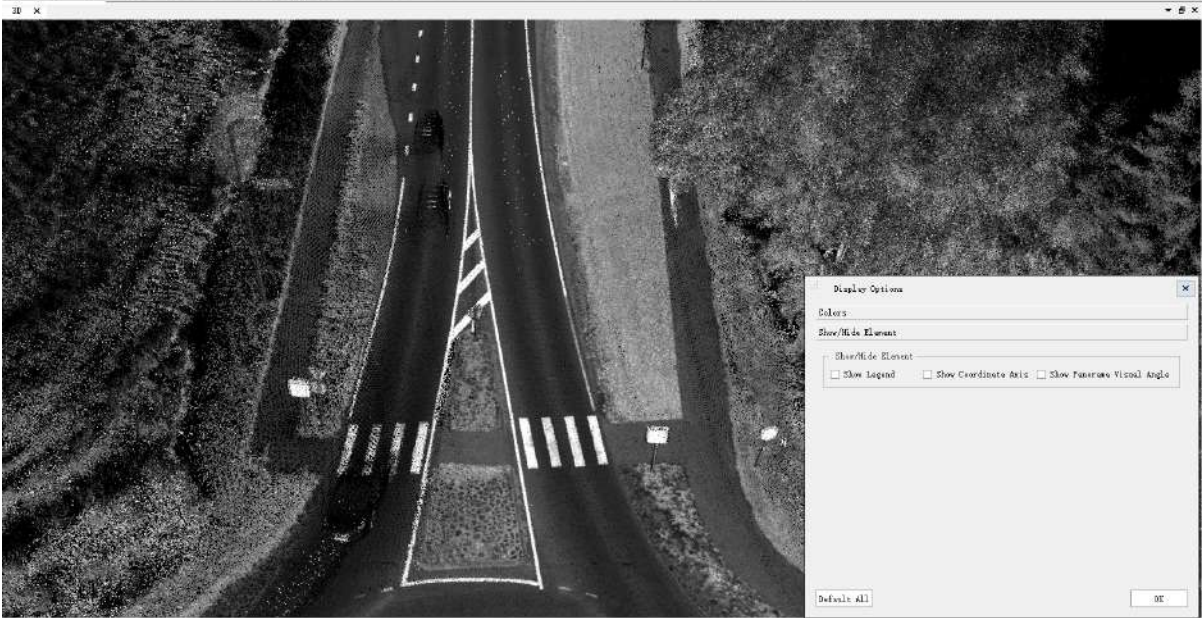 3D
Display Options
Colors
Show/Hide Element
Show/Hide Element
Show Legend
Show Coordinate Axis
Show Panorama Visual Angle
Default All
OK